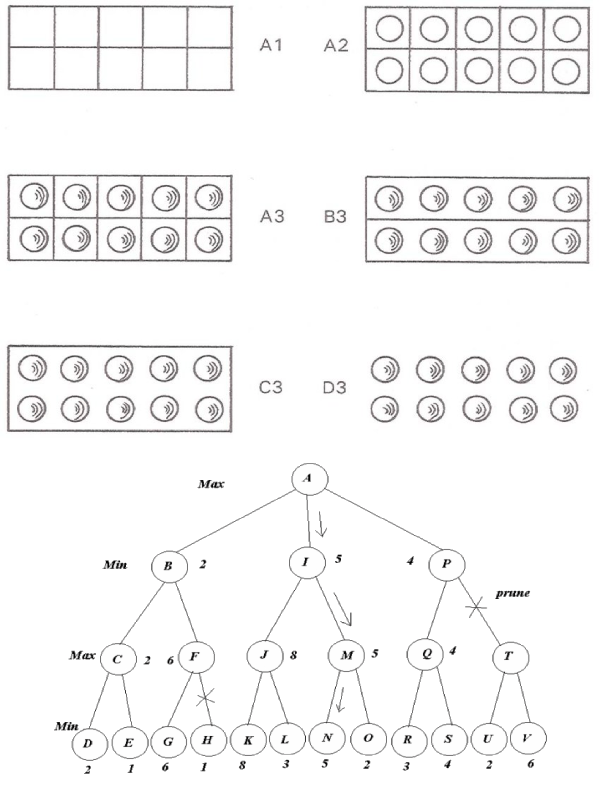 A1 A2
A3 B3
C3 D3
Max A
Min B 2 I 5 4 P
prune
Max C 2 6 F J 8 M 5 Q 4 T
Min
D E G H K L N O R S U V
2 1 6 1 8 3 5 2 3 4 2 6